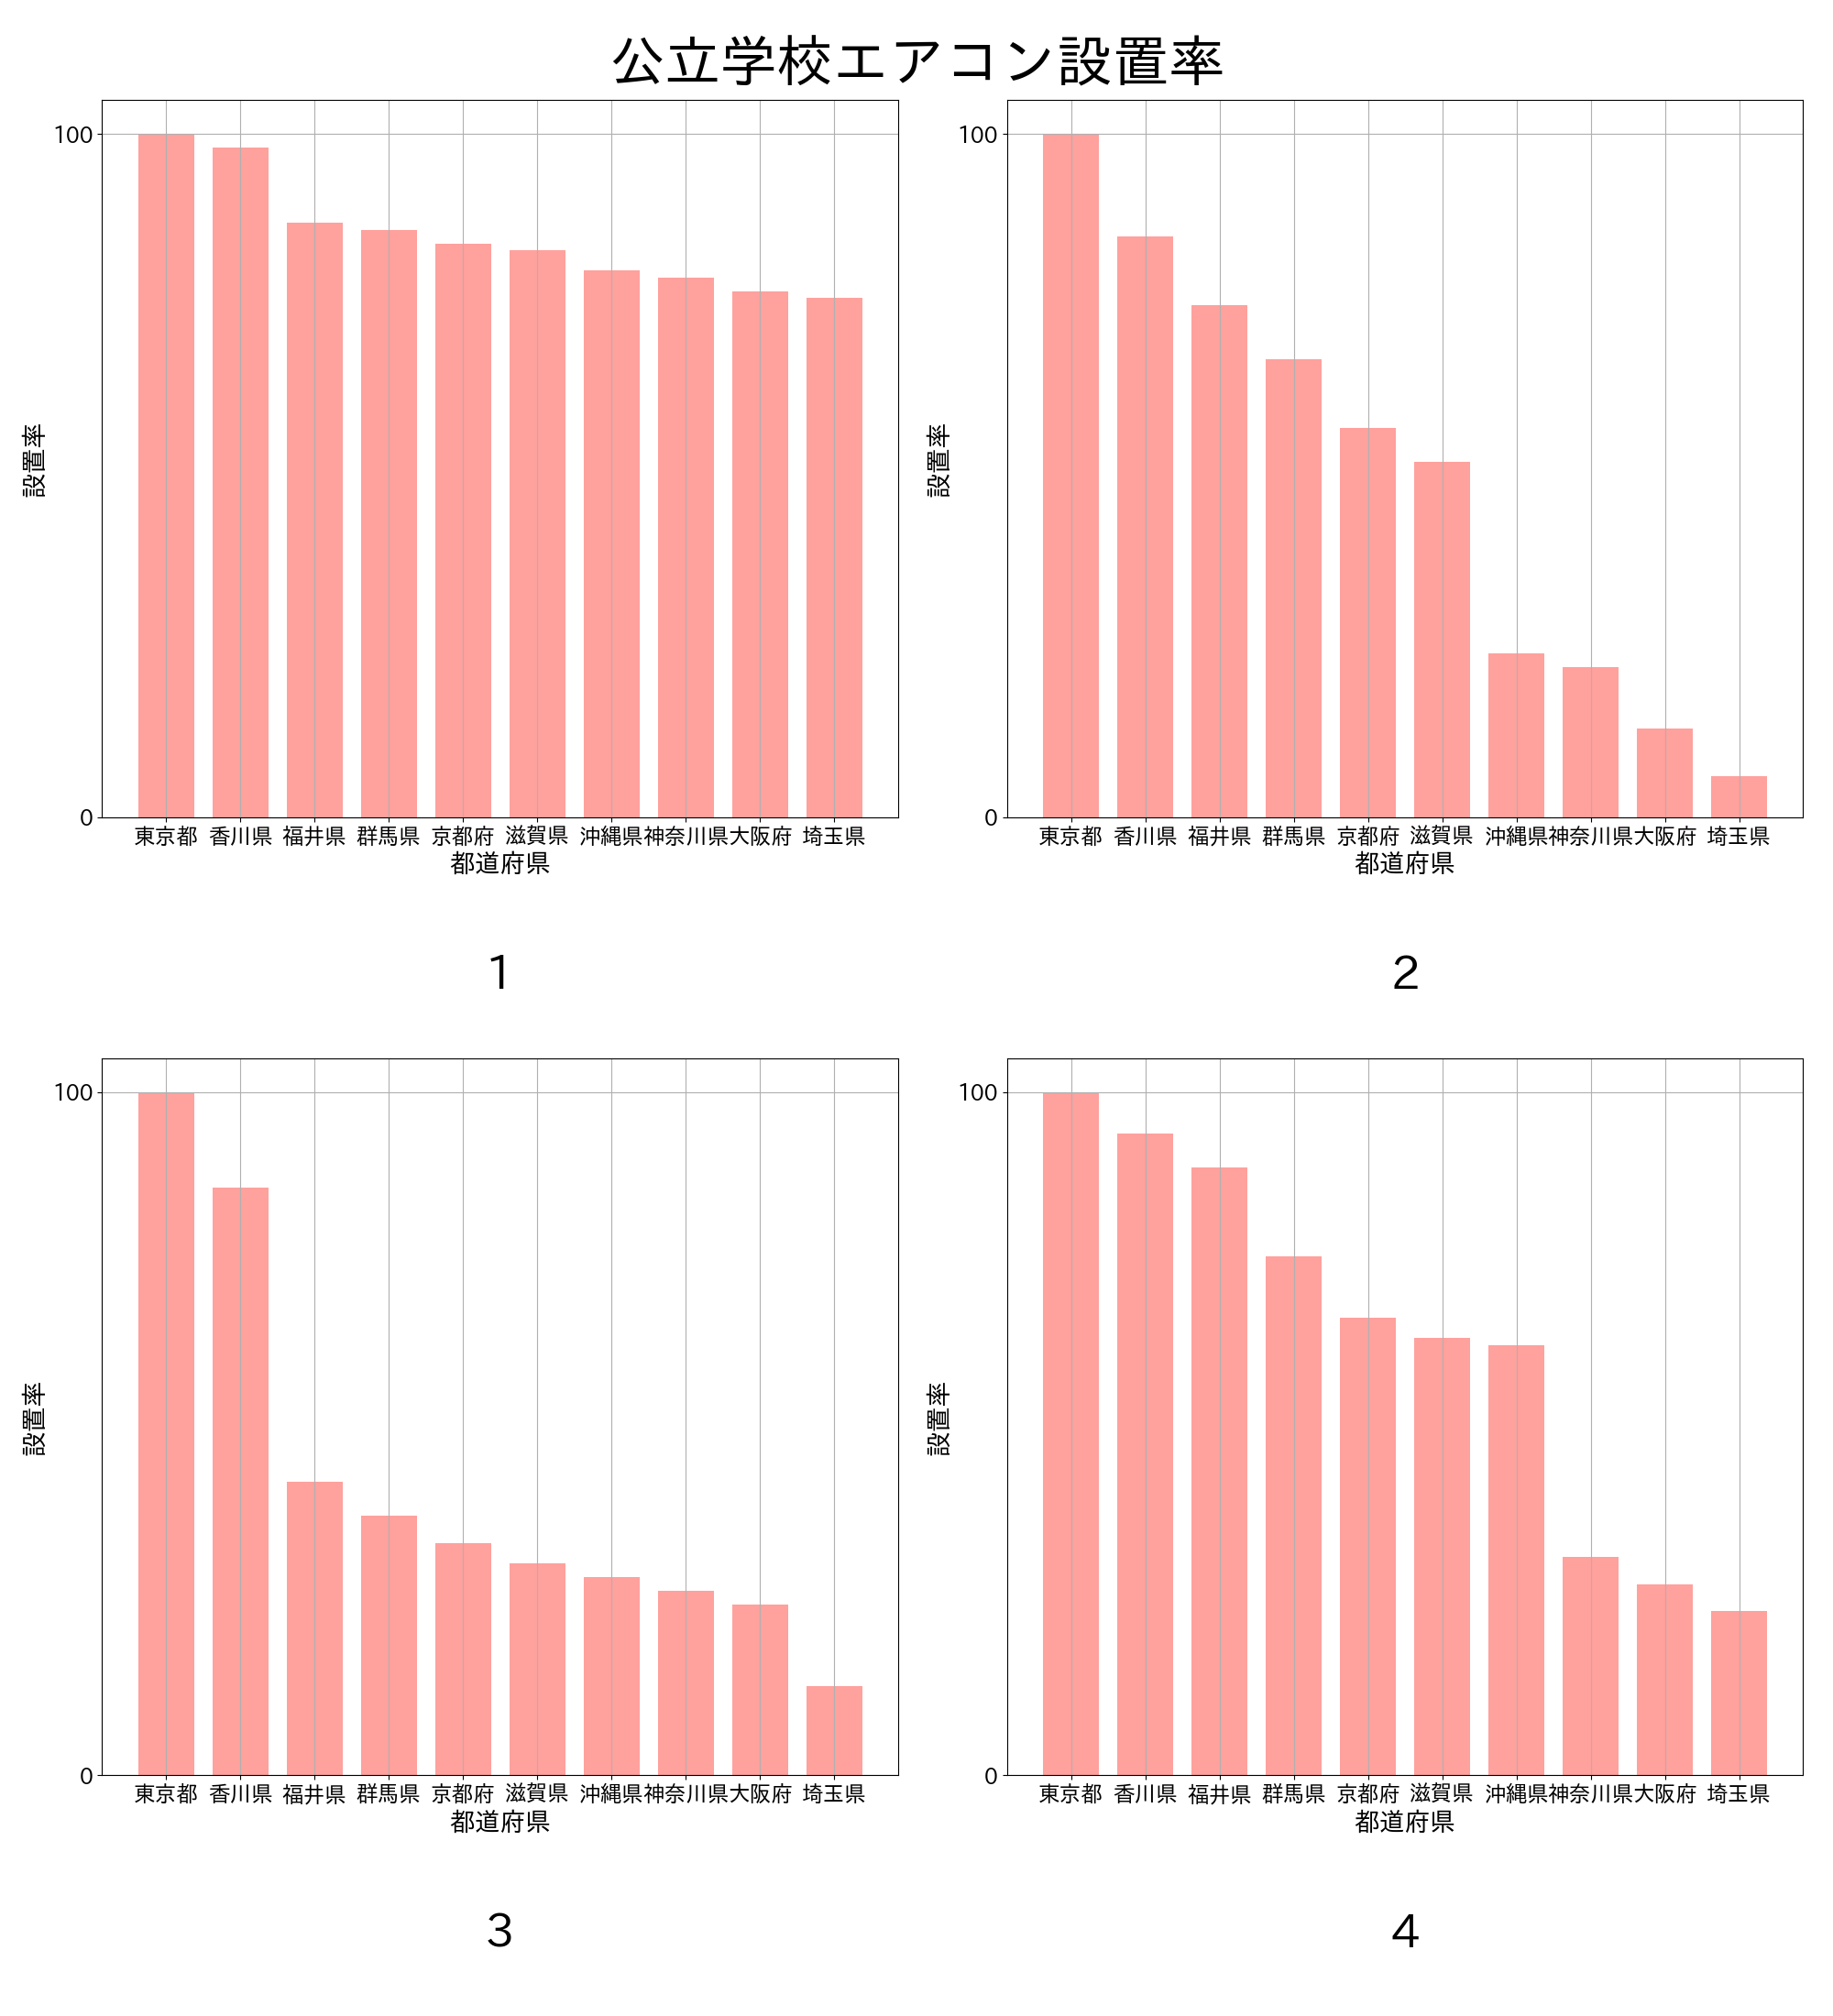 公立学校エアコン設置率
100
0
設置率
東京都 香川県 福井県 群馬県 京都府 滋賀県 沖縄県 神奈川県 大阪府 埼玉県
都道府県
1
100
0
設置率
東京都 香川県 福井県 群馬県 京都府 滋賀県 沖縄県 神奈川県 大阪府 埼玉県
都道府県
2
100
0
設置率
東京都 香川県 福井県 群馬県 京都府 滋賀県 沖縄県 神奈川県 大阪府 埼玉県
都道府県
3
100
0
設置率
東京都 香川県 福井県 群馬県 京都府 滋賀県 沖縄県 神奈川県 大阪府 埼玉県
都道府県
4